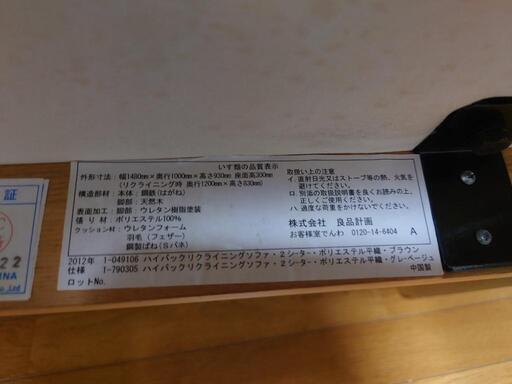 証
いす類の品質表示
外形寸法:幅1480mm×奥行1000mm×高さ930mm 座面高300mm
(リクライニング時 奥行1200mm×高さ830mm)
構造部材:本体:鋼鉄(はがね)
脚部:天然木
表面加工:脚部:ウレタン樹脂塗装
張り材:ポリエステル100%
クッション材:ウレタンフォーム
羽毛(フェザー)
鋼製ばね(Sバネ)
取扱い上の注意
イ.直射日光又はストーブ等の熱、火気を
避けてください。
ロ.別添の取扱説明書を良くお読みの上、
正しくご使用ください。
ハ.過度な荷重をかけないでください。
株式会社 良品計画
お客様室でんわ 0120-14-6404 A
2012年 1-049106 ハイバックリクライニングソファ・2シーター・ポリエステル平織・ブラウン
仕様 1-790305 ハイバックリクライニングソファ・2シーター・ポリエステル平織・グレーベージュ
ロットNo.
中国製
22
INA
.,Ltd